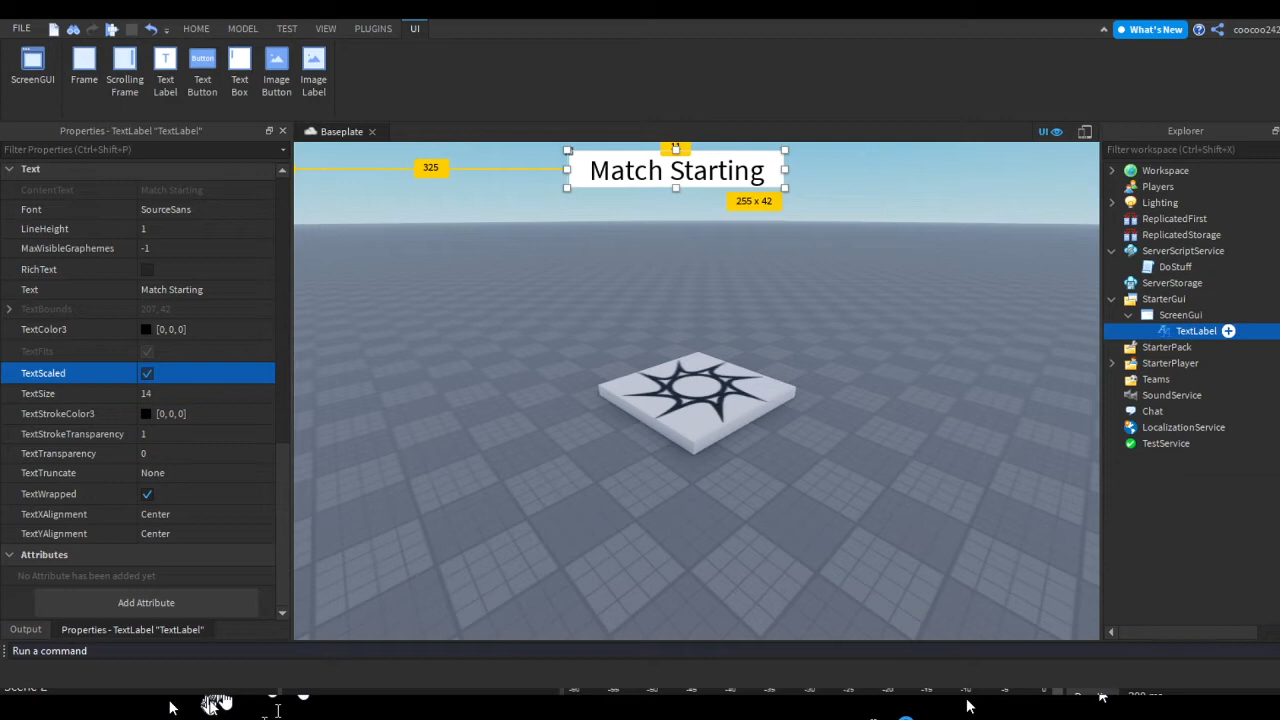 FILE HOME MODEL TEST VIEW PLUGINS UI What's New coocoo242
ScreenGUI Frame Scrolling Frame Text Label Text Button Button Text Box Image Button Image Label
Properties - TextLabel "TextLabel"
Baseplate
UI
Explorer
Filter Properties (Ctrl+Shift+P)
Filter workspace (Ctrl+Shift+X)
Text
ContentText Match Starting
Font SourceSans
LineHeight 1
MaxVisibleGraphemes -1
RichText
Text Match Starting
TextBounds 207, 42
TextColor3 [0, 0, 0]
TextFits
TextScaled
TextSize 14
TextStrokeColor3 [0, 0, 0]
TextStrokeTransparency 1
TextTransparency 0
TextTruncate None
TextWrapped
TextXAlignment Center
TextYAlignment Center
Attributes
No Attribute has been added yet
Add Attribute
Output
Properties - TextLabel "TextLabel"
Run a command
325
Match Starting
255 x 42
Workspace
Players
Lighting
ReplicatedFirst
ReplicatedStorage
ServerScriptService
DoStuff
ServerStorage
StarterGui
ScreenGui
TextLabel
StarterPack
StarterPlayer
Teams
SoundService
Chat
LocalizationService
TestService